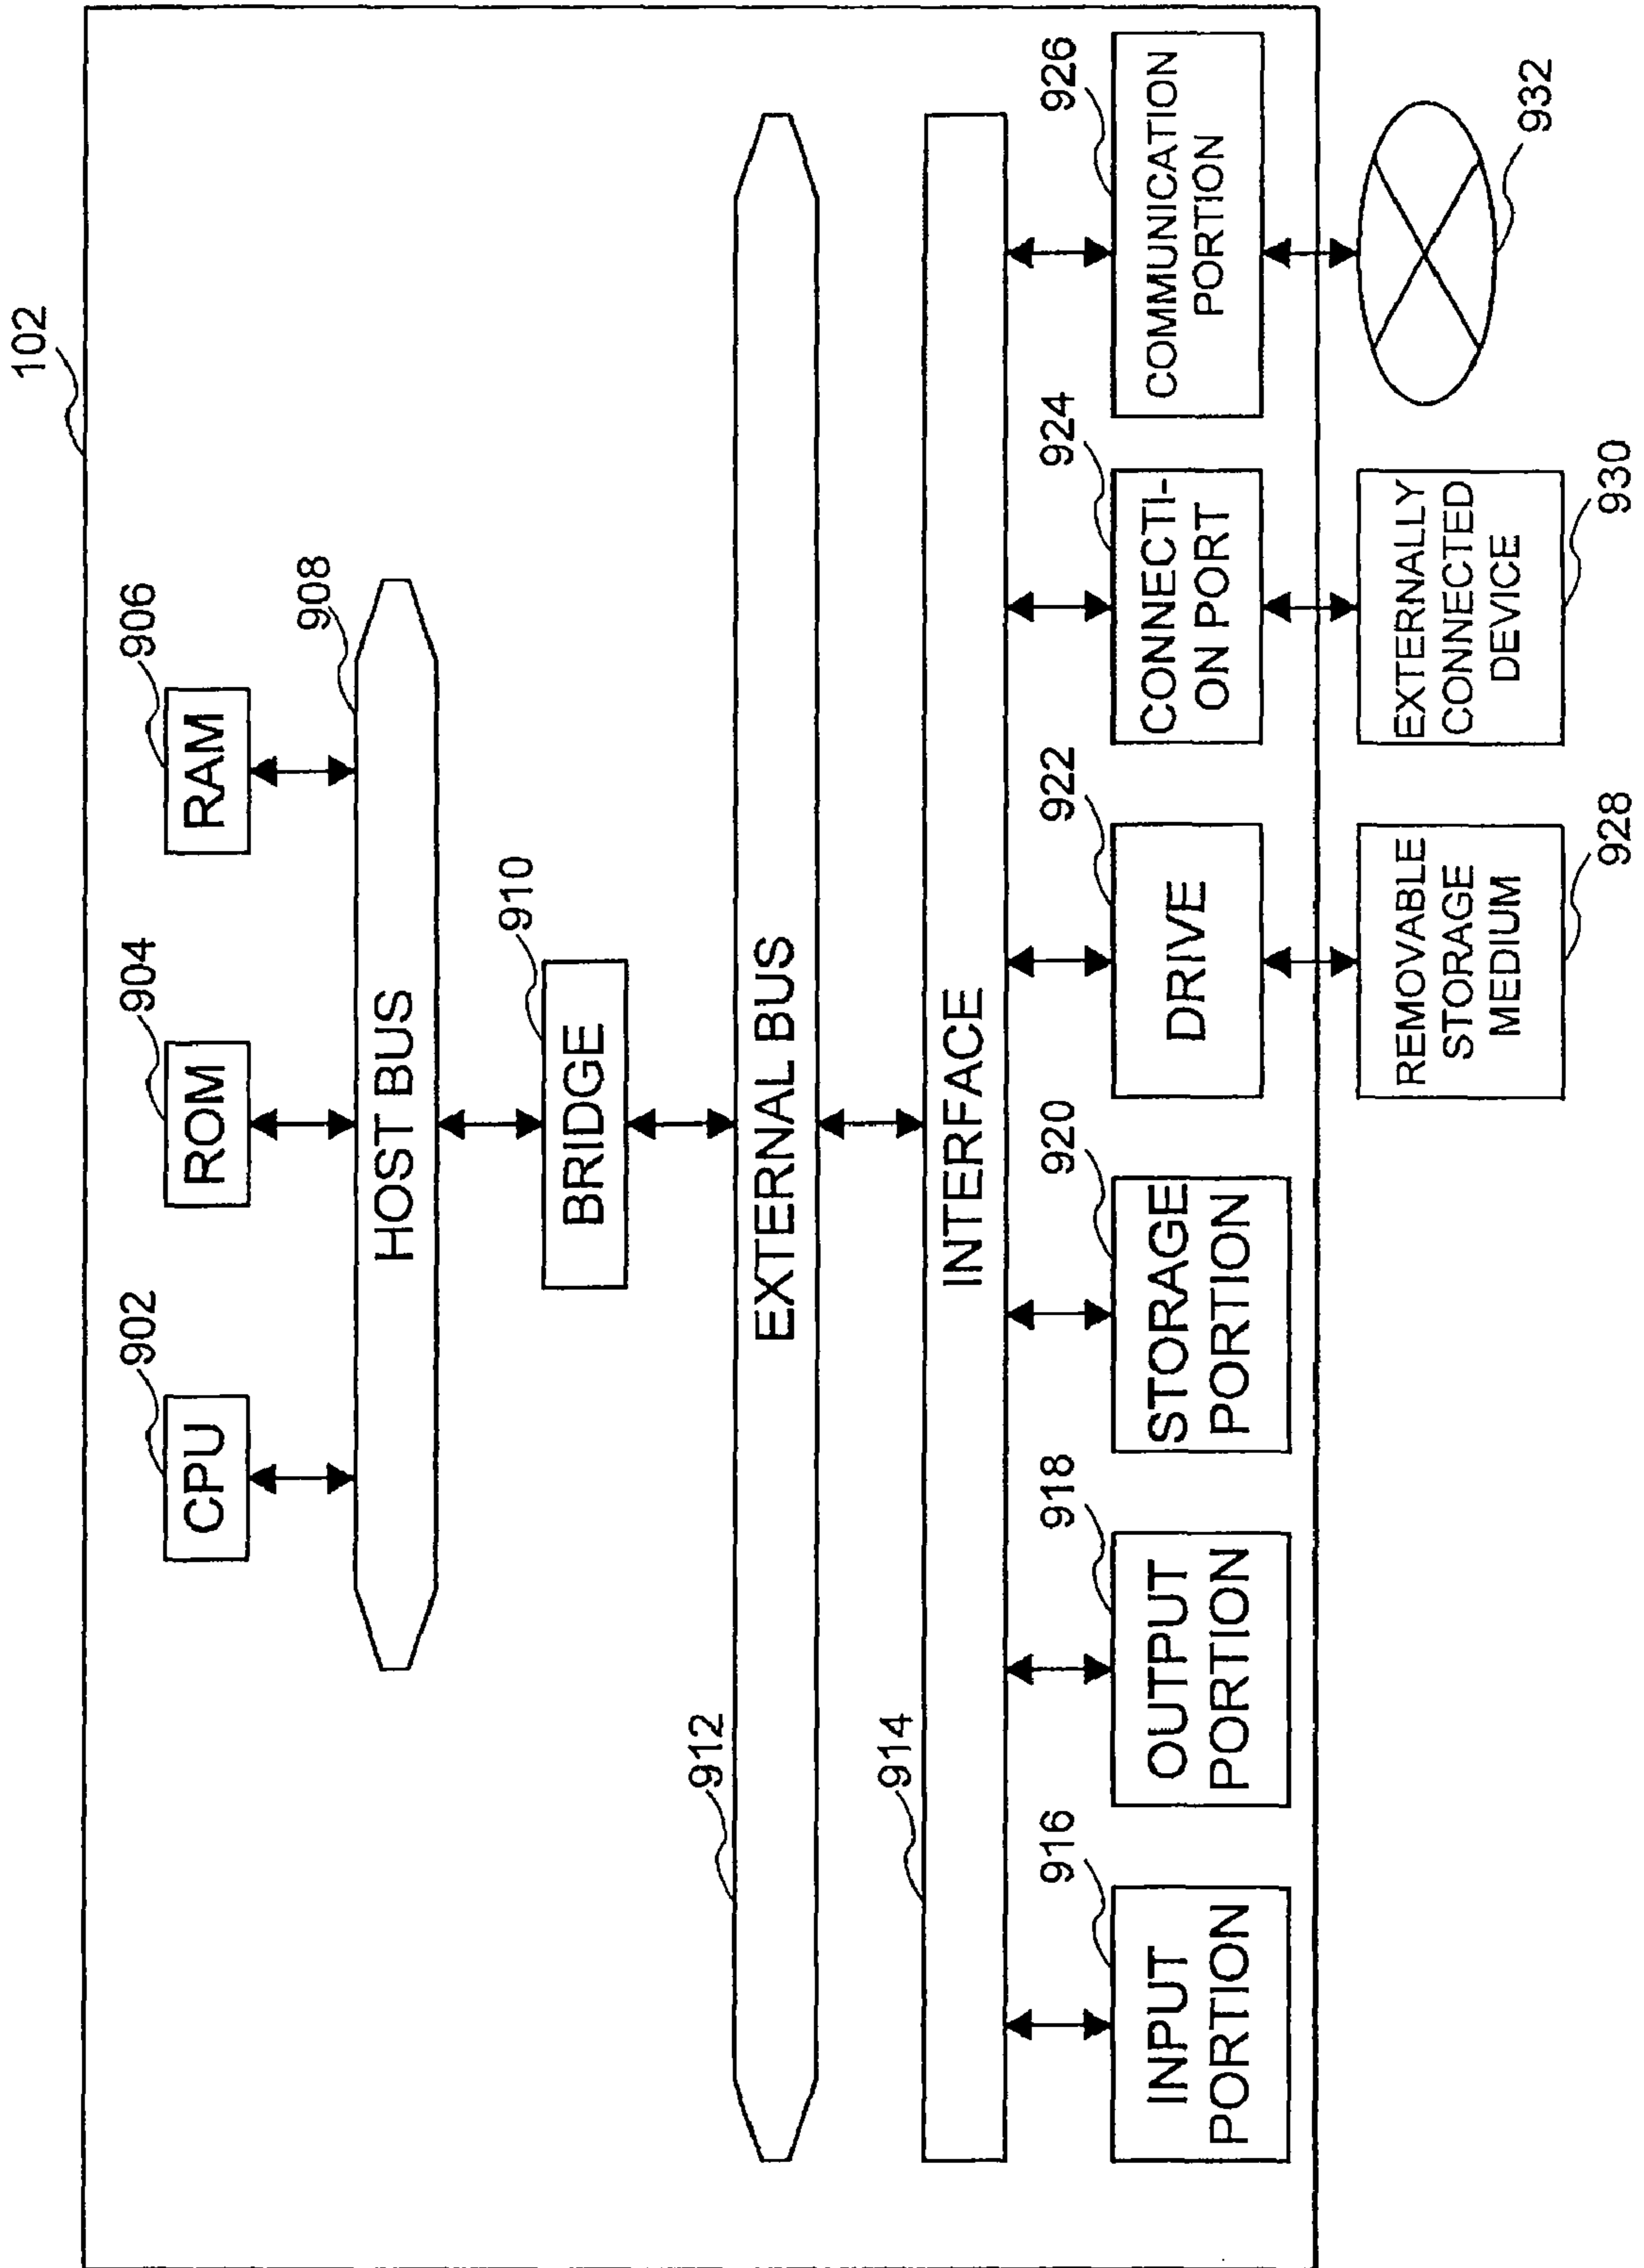 102
902
904
906
CPU
ROM
RAM
908
HOST BUS
910
BRIDGE
912
EXTERNAL BUS
914
INTERFACE
916
918
920
922
924
926
INPUT
PORTION
OUTPUT
PORTION
STORAGE
PORTION
DRIVE
CONNECTI-
ON PORT
COMMUNICATION
PORTION
REMOVABLE
STORAGE
MEDIUM
EXTERNALLY
CONNECTED
DEVICE
928
930
932